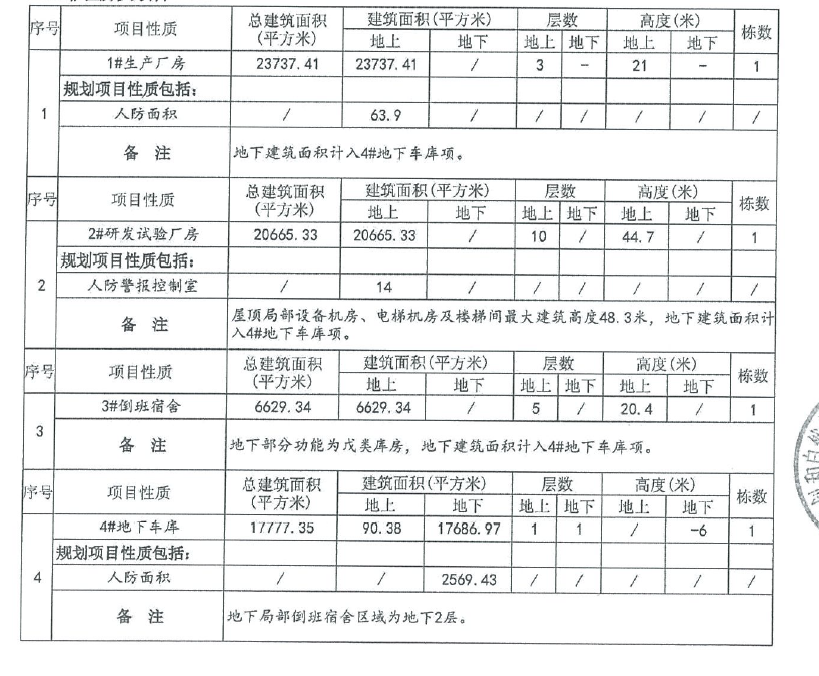 序号 项目性质 总建筑面积(平方米) 建筑面积(平方米) 层数 高度(米) 栋数
地上 地下 地上 地下 地上 地下
1 1#生产厂房 23737.41 23737.41 / 3 - 21 - 1
规划项目性质包括:
人防面积 / 63.9 / / / / / /
备 注 地下建筑面积计入4#地下车库项。
序号 项目性质 总建筑面积(平方米) 建筑面积(平方米) 层数 高度(米) 栋数
地上 地下 地上 地下 地上 地下
2 2#研发试验厂房 20665.33 20665.33 / 10 / 44.7 / 1
规划项目性质包括:
人防警报控制室 / 14 / / / / / /
备 注 屋顶局部设备机房、电梯机房及楼梯间最大建筑高度48.3米,地下建筑面积计
入4#地下车库项。
序号 项目性质 总建筑面积(平方米) 建筑面积(平方米) 层数 高度(米) 栋数
地上 地下 地上 地下 地上 地下
3 3#倒班宿舍 6629.34 6629.34 / 5 / 20.4 / 1
备 注 地下部分功能为戊类库房,地下建筑面积计入4#地下车库项。
序号 项目性质 总建筑面积(平方米) 建筑面积(平方米) 层数 高度(米) 栋数
地上 地下 地上 地下 地上 地下
4 4#地下车库 17777.35 90.38 17686.97 1 1 / -6 1
规划项目性质包括:
人防面积 / / 2569.43 / / / / /
备 注 地下局部倒班宿舍区域为地下2层。